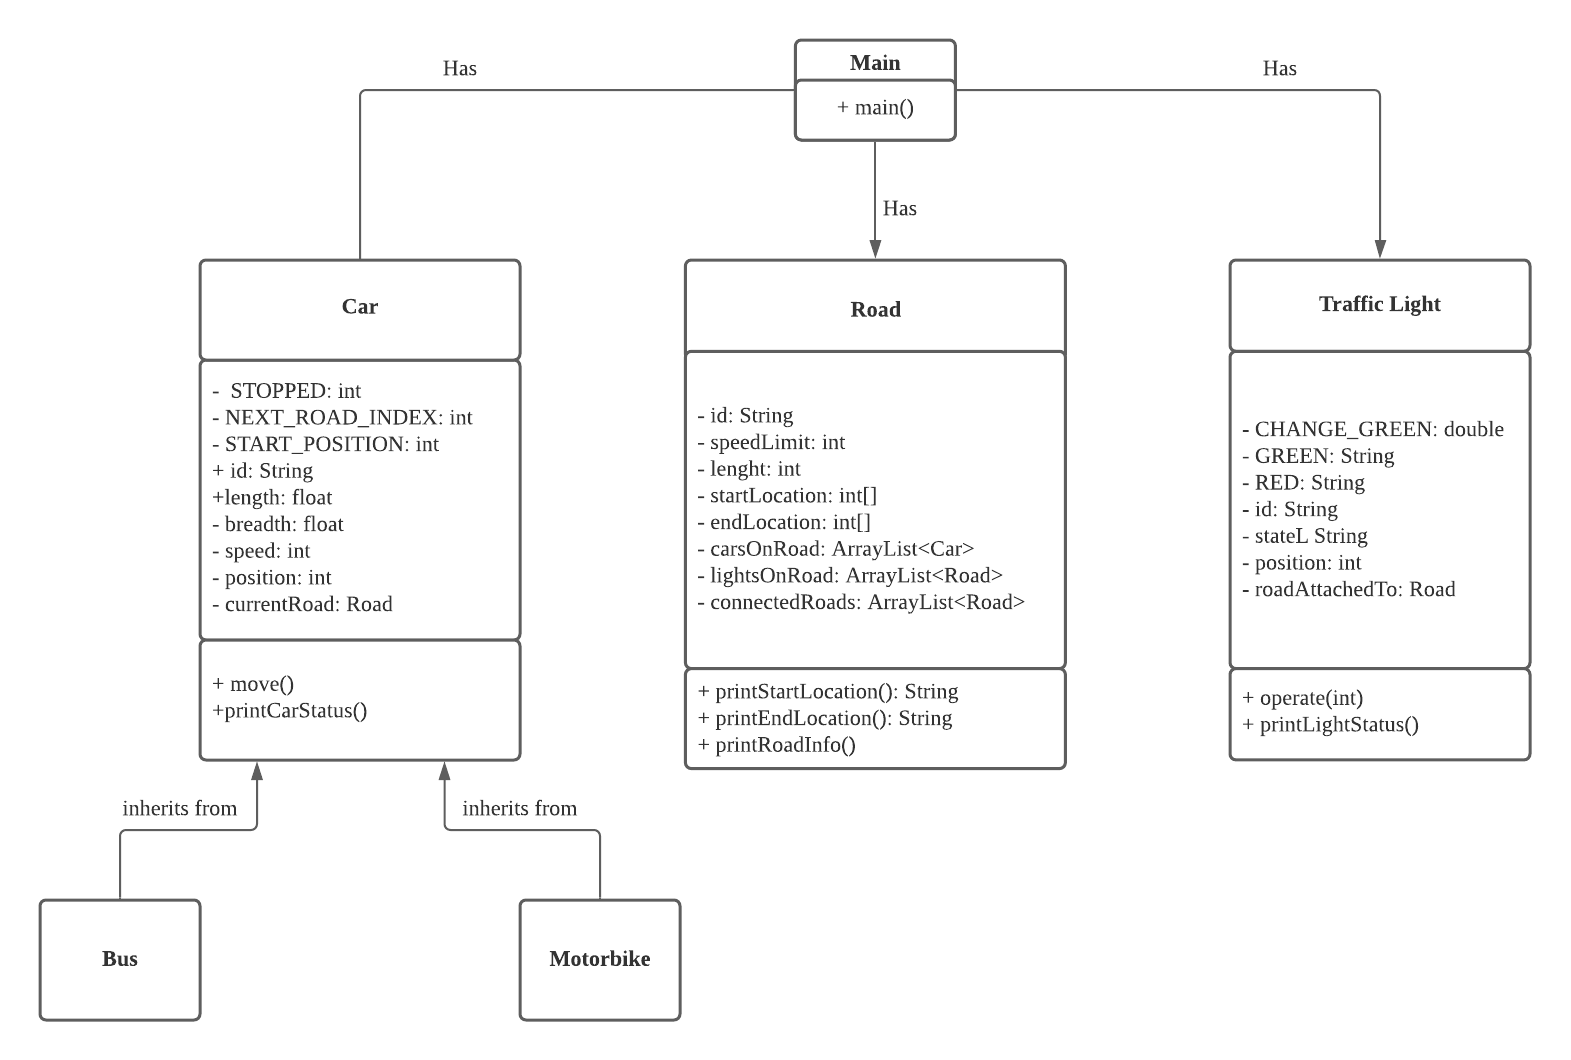 Main
+ main()
Has
Has
Has
Car
-  STOPPED: int
- NEXT_ROAD_INDEX: int
- START_POSITION: int
+ id: String
+length: float
- breadth: float
- speed: int
- position: int
- currentRoad: Road
+ move()
+printCarStatus()
Road
- id: String
- speedLimit: int
- lenght: int
- startLocation: int[]
- endLocation: int[]
- carsOnRoad: ArrayList<Car>
- lightsOnRoad: ArrayList<Road>
- connectedRoads: ArrayList<Road>
+ printStartLocation(): String
+ printEndLocation(): String
+ printRoadInfo()
Traffic Light
- CHANGE_GREEN: double
- GREEN: String
- RED: String
- id: String
- stateL String
- position: int
- roadAttachedTo: Road
+ operate(int)
+ printLightStatus()
inherits from
inherits from
Bus
Motorbike